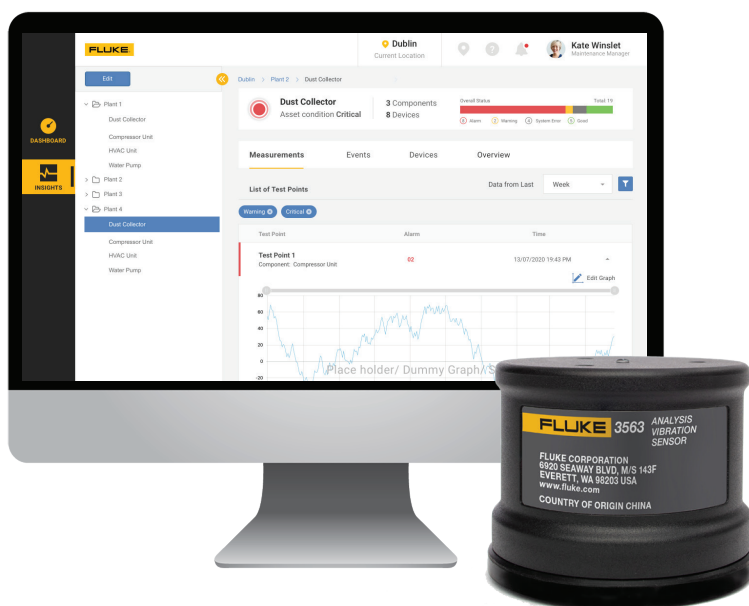 FLUKE
Dublin
Current Location
Kate Winslet
Maintenance Manager
DASHBOARD
INSIGHTS
Edit
Plant 1
Dust Collector
Compressor Unit
HVAC Unit
Water Pump
Plant 2
Plant 3
Plant 4
Dust Collector
Compressor Unit
HVAC Unit
Water Pump
Dublin > Plant 2 > Dust Collector
Dust Collector
Asset condition Critical
3 Components
8 Devices
Overall Status Total: 19
Alarm Warning System Error Good
Measurements Events Devices Overview
List of Test Points
Data from Last Week
Warning Critical
Test Point Alarm Time
Test Point 1
Component: Compressor Unit
02
13/07/2020 19:43 PM
Edit Graph
80
60
40
20
0
-20
Place holder/ Dummy Graph/ S
FLUKE 3563 ANALYSIS
VIBRATION
SENSOR
FLUKE CORPORATION
6920 SEAWAY BLVD, M/S 143F
EVERETT, WA 98203 USA
www.fluke.com
COUNTRY OF ORIGIN CHINA